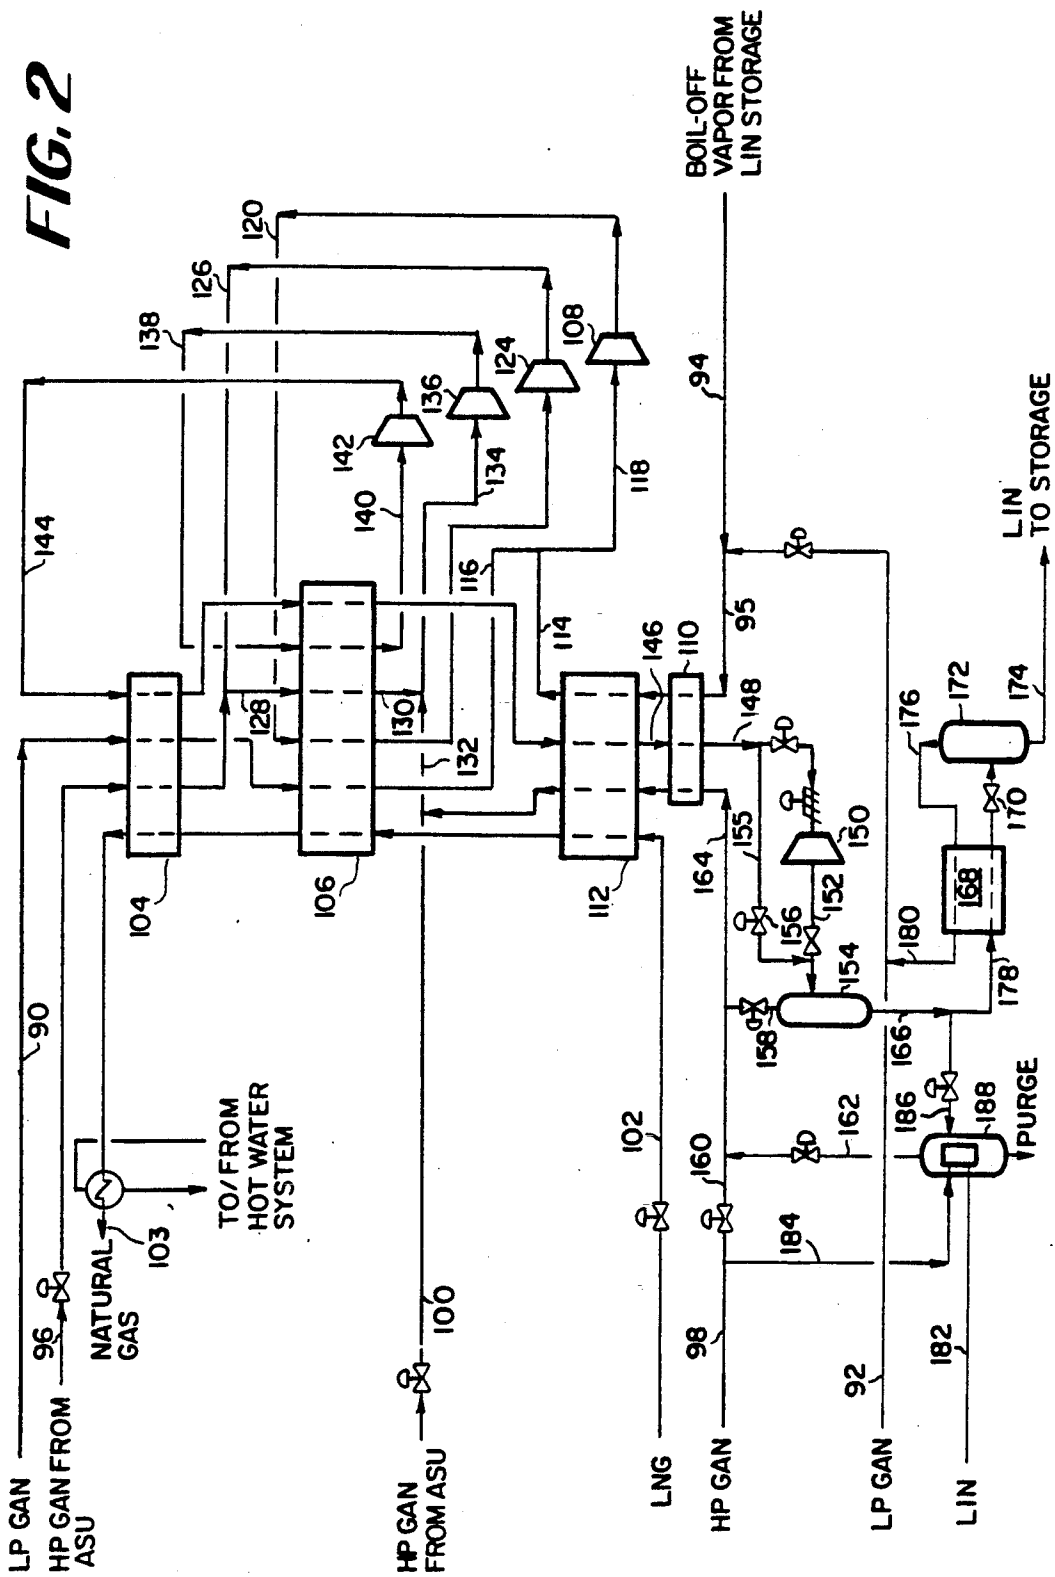 FIG. 2
LP GAN
90
HP GAN FROM
ASU
96
NATURAL
GAS
103
TO/FROM
HOT WATER
SYSTEM
104
144
138
126
120
128
106
130
132
140
142
136
134
124
108
116
118
114
HP GAN
FROM ASU
100
112
146
110
BOIL-OFF
VAPOR FROM
LIN STORAGE
94
95
LNG
102
HP GAN
98
160
164
148
155
156
150
152
154
158
162
184
LP GAN
92
166
180
168
178
170
176
172
174
LIN
TO STORAGE
LIN
182
186
188
PURGE